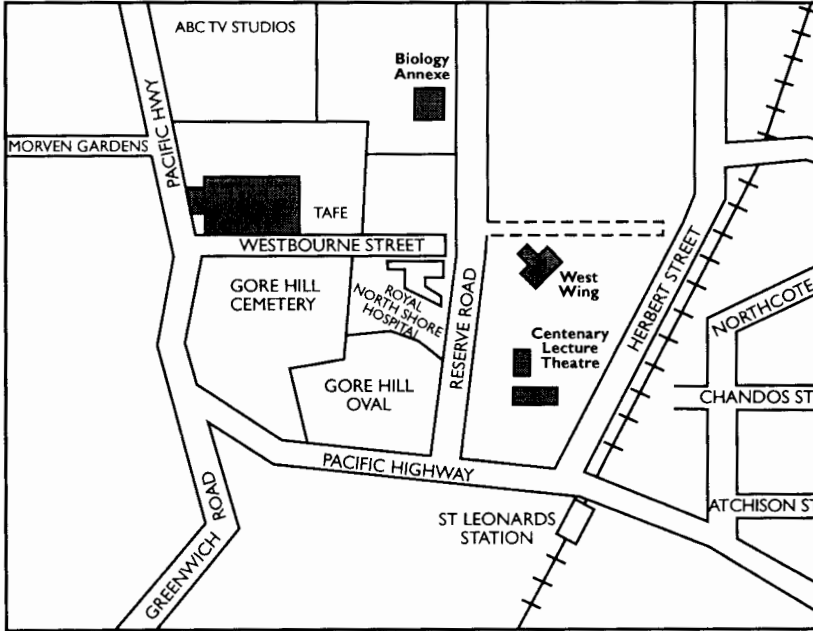 ABC TV STUDIOS
Biology
Annexe
PACIFIC HWY
MORVEN GARDENS
TAFE
WESTBOURNE STREET
GORE HILL
CEMETERY
ROYAL
NORTH SHORE
HOSPITAL
RESERVE ROAD
West
Wing
HERBERT STREET
NORTHCOTE
Centenary
Lecture
Theatre
GORE HILL
OVAL
CHANDOS ST
PACIFIC HIGHWAY
GREENWICH ROAD
ST LEONARDS
STATION
ATCHISON ST